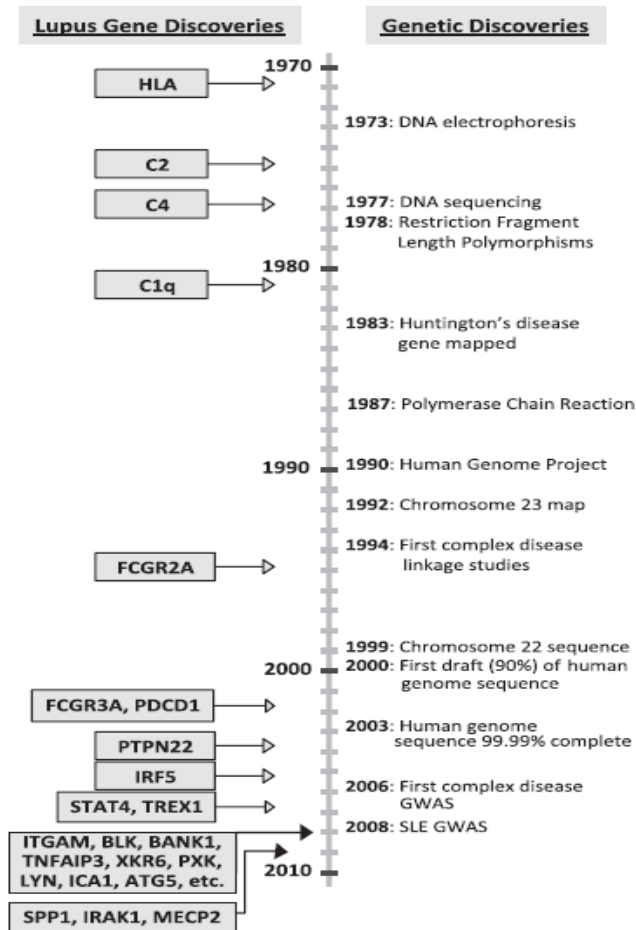 Lupus Gene Discoveries
Genetic Discoveries
1970
HLA
1973: DNA electrophoresis
C2
C4
1977: DNA sequencing
1978: Restriction Fragment
Length Polymorphisms
1980
C1q
1983: Huntington's disease
gene mapped
1987: Polymerase Chain Reaction
1990
1990: Human Genome Project
1992: Chromosome 23 map
1994: First complex disease
linkage studies
FCGR2A
1999: Chromosome 22 sequence
2000
2000: First draft (90%) of human
genome sequence
FCGR3A, PDCD1
2003: Human genome
sequence 99.99% complete
PTPN22
IRF5
2006: First complex disease
GWAS
STAT4, TREX1
2008: SLE GWAS
ITGAM, BLK, BANK1,
TNFAIP3, XKR6, PXK,
LYN, ICA1, ATG5, etc.
2010
SPP1, IRAK1, MECP2